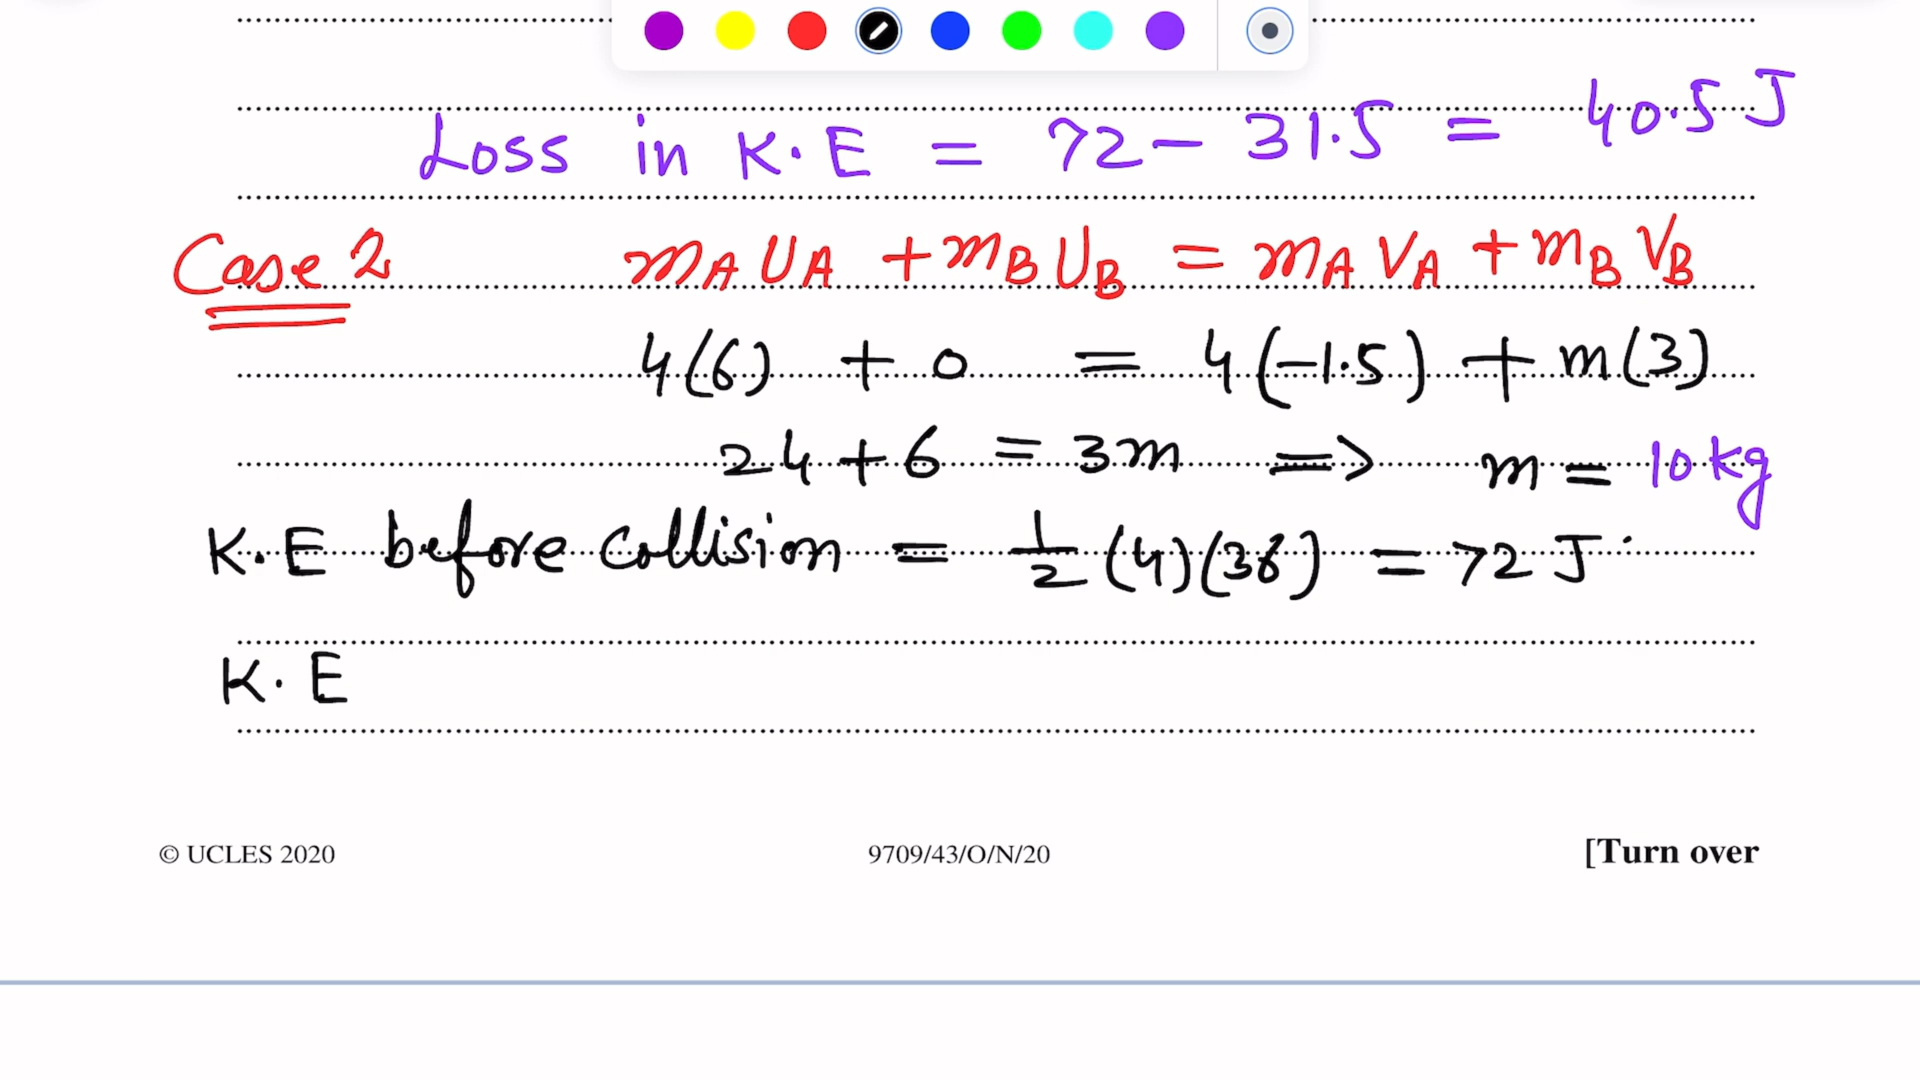 Loss in K.E = 72 - 31.5 = 40.5 J
Case 2 mA UA + mB UB = mA VA + mB VB
4(6) + 0 = 4(-1.5) + m(3)
24 + 6 = 3m => m = 10 kg
K.E before collision = 1/2 (4)(36) = 72 J
K.E
© UCLES 2020 9709/43/O/N/20 [Turn over